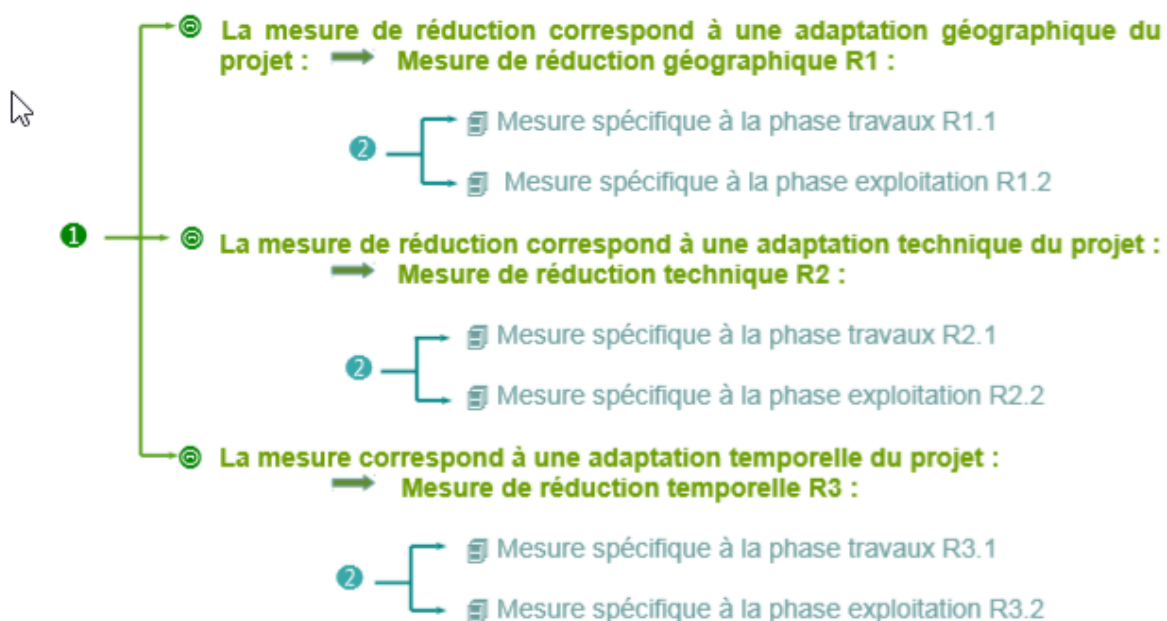 La mesure de réduction correspond à une adaptation géographique du
projet : Mesure de réduction géographique R1 :
Mesure spécifique à la phase travaux R1.1
2
Mesure spécifique à la phase exploitation R1.2
1
La mesure de réduction correspond à une adaptation technique du projet :
Mesure de réduction technique R2 :
Mesure spécifique à la phase travaux R2.1
2
Mesure spécifique à la phase exploitation R2.2
La mesure correspond à une adaptation temporelle du projet :
Mesure de réduction temporelle R3 :
Mesure spécifique à la phase travaux R3.1
2
Mesure spécifique à la phase exploitation R3.2